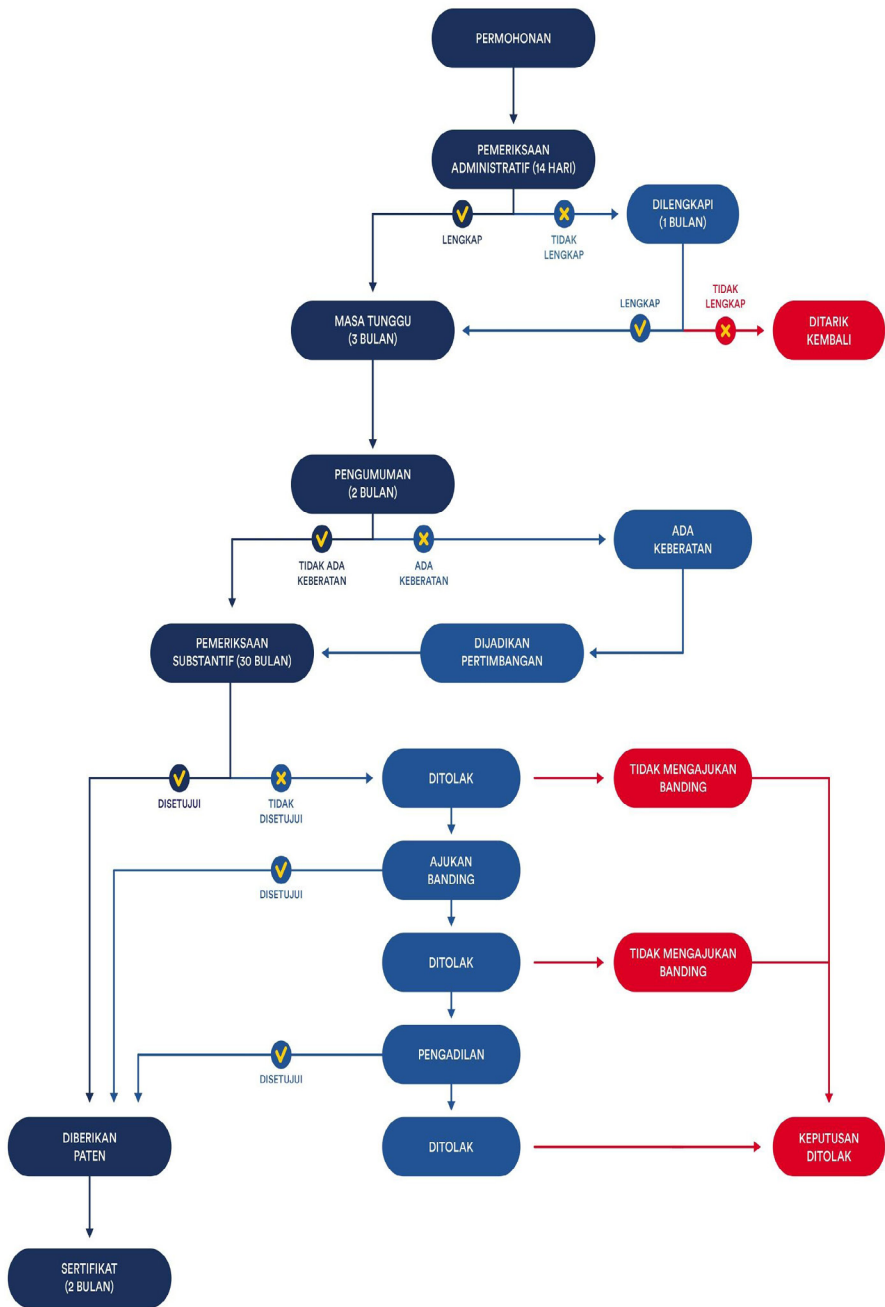 PERMOHONAN
PEMERIKSAAN
ADMINISTRATIF (14 HARI)
LENGKAP
TIDAK
LENGKAP
DILENGKAPI
(1 BULAN)
MASA TUNGGU
(3 BULAN)
LENGKAP
TIDAK
LENGKAP
DITARIK
KEMBALI
PENGUMUMAN
(2 BULAN)
TIDAK ADA
KEBERATAN
ADA
KEBERATAN
ADA
KEBERATAN
PEMERIKSAAN
SUBSTANTIF (30 BULAN)
DIJADIKAN
PERTIMBANGAN
DISETUJUI
TIDAK
DISETUJUI
DITOLAK
TIDAK MENGAJUKAN
BANDING
DISETUJUI
AJUKAN
BANDING
DITOLAK
TIDAK MENGAJUKAN
BANDING
DISETUJUI
PENGADILAN
DIBERIKAN
PATEN
DITOLAK
KEPUTUSAN
DITOLAK
SERTIFIKAT
(2 BULAN)